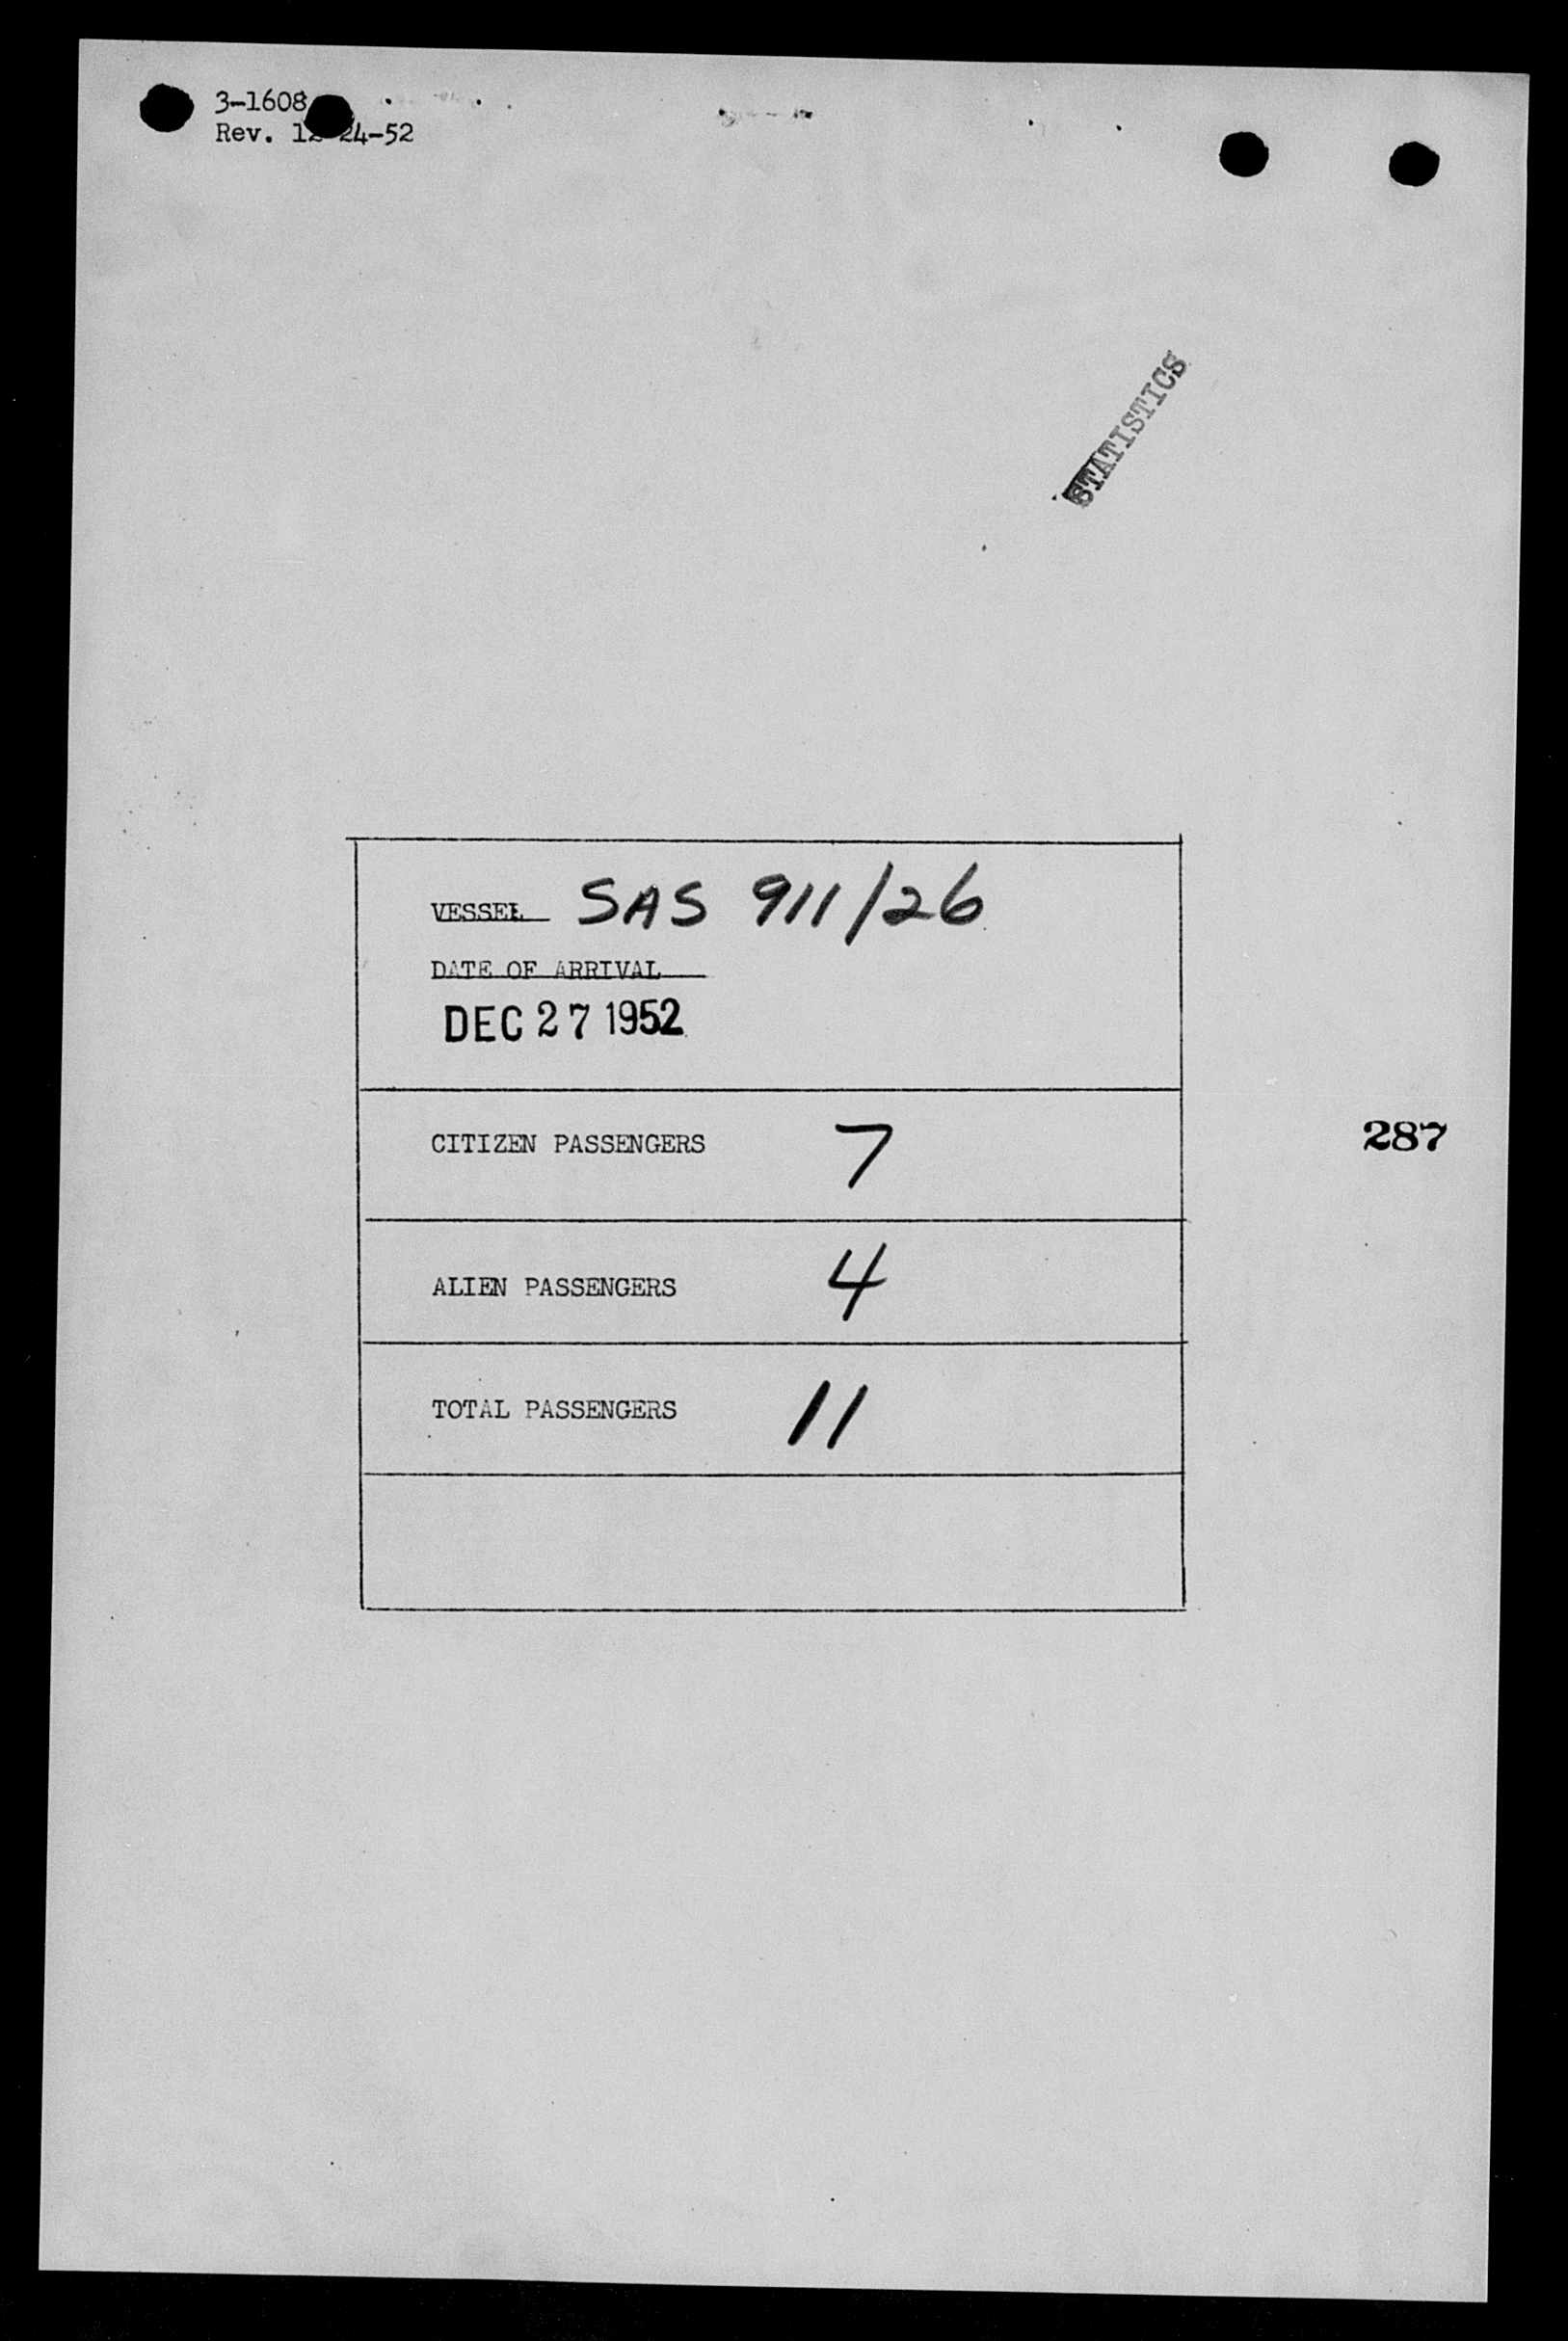 3-1608
Rev. 12-24-52
STATISTICS
VESSEL SAS 911/26
DATE OF ARRIVAL
DEC 27 1952
CITIZEN PASSENGERS 7
287
ALIEN PASSENGERS 4
TOTAL PASSENGERS 11